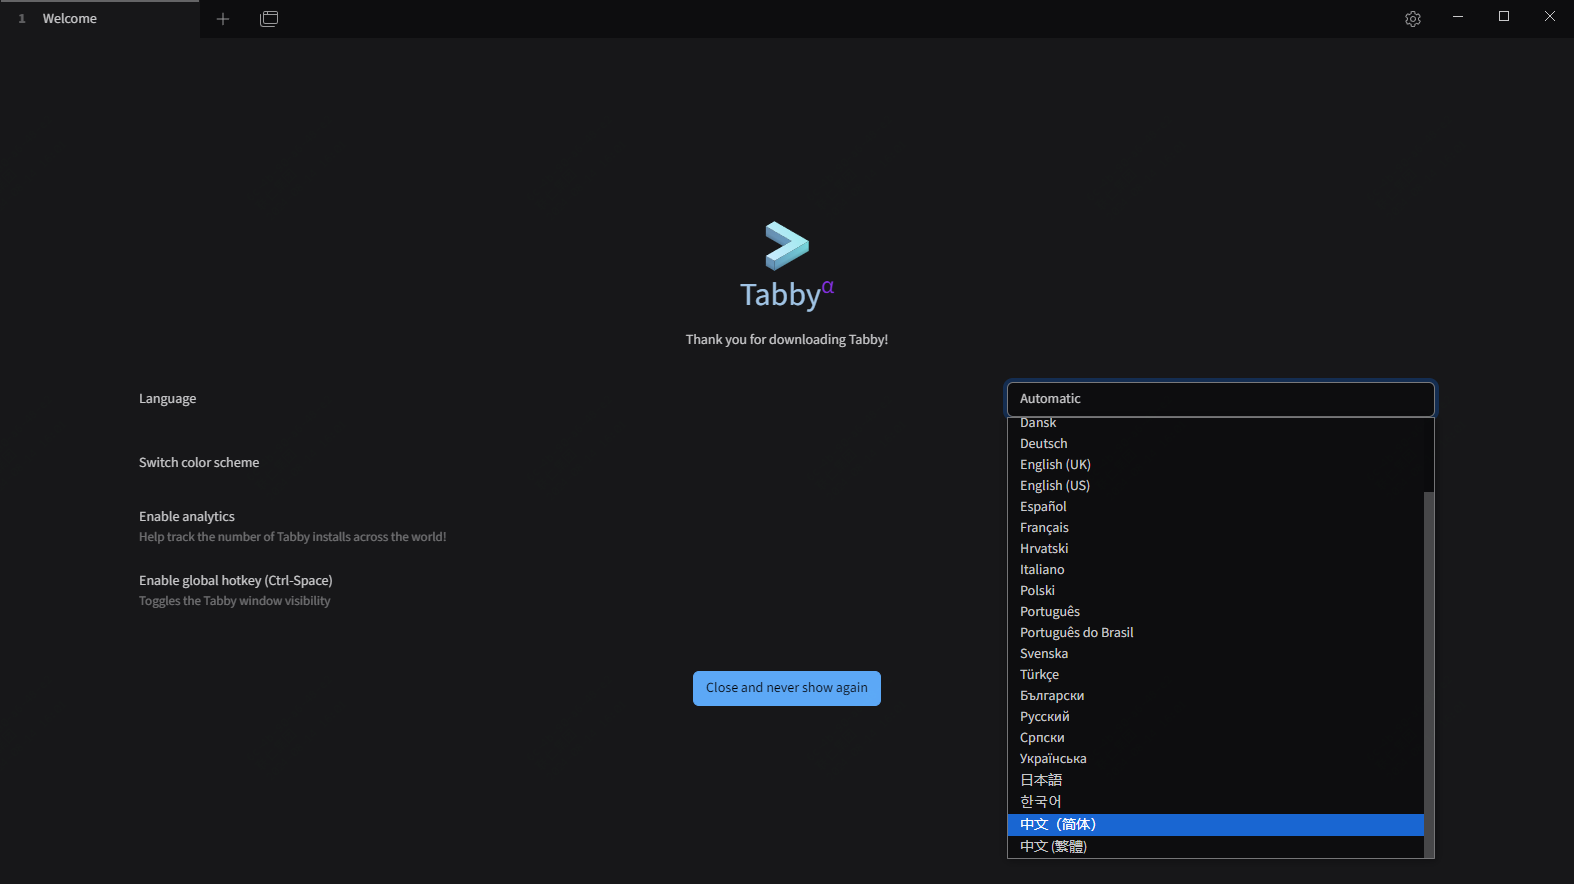 1 Welcome
Tabbyα
Thank you for downloading Tabby!
Language
Automatic
Dansk
Deutsch
English (UK)
English (US)
Español
Français
Hrvatski
Italiano
Polski
Português
Português do Brasil
Svenska
Türkçe
Български
Русский
Српски
Українська
日本語
한국어
中文（简体）
中文 (繁體)
Switch color scheme
Enable analytics
Help track the number of Tabby installs across the world!
Enable global hotkey (Ctrl-Space)
Toggles the Tabby window visibility
Close and never show again